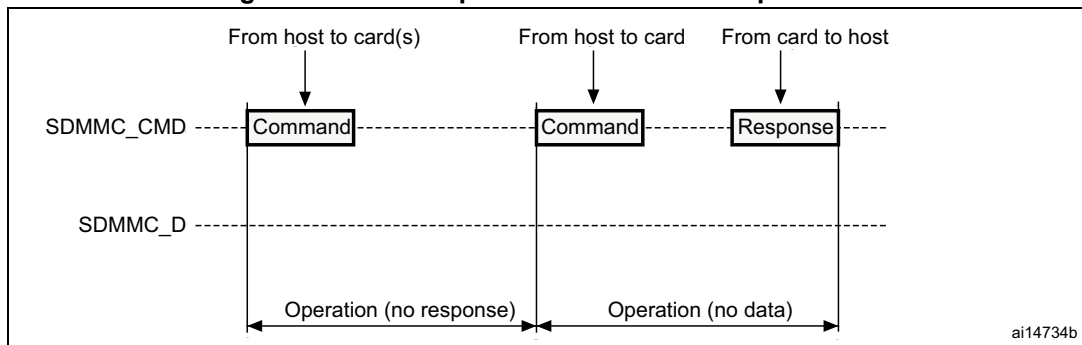 From host to card(s) From host to card From card to host
SDMMC_CMD Command Command Response
SDMMC_D
Operation (no response) Operation (no data)
ai14734b